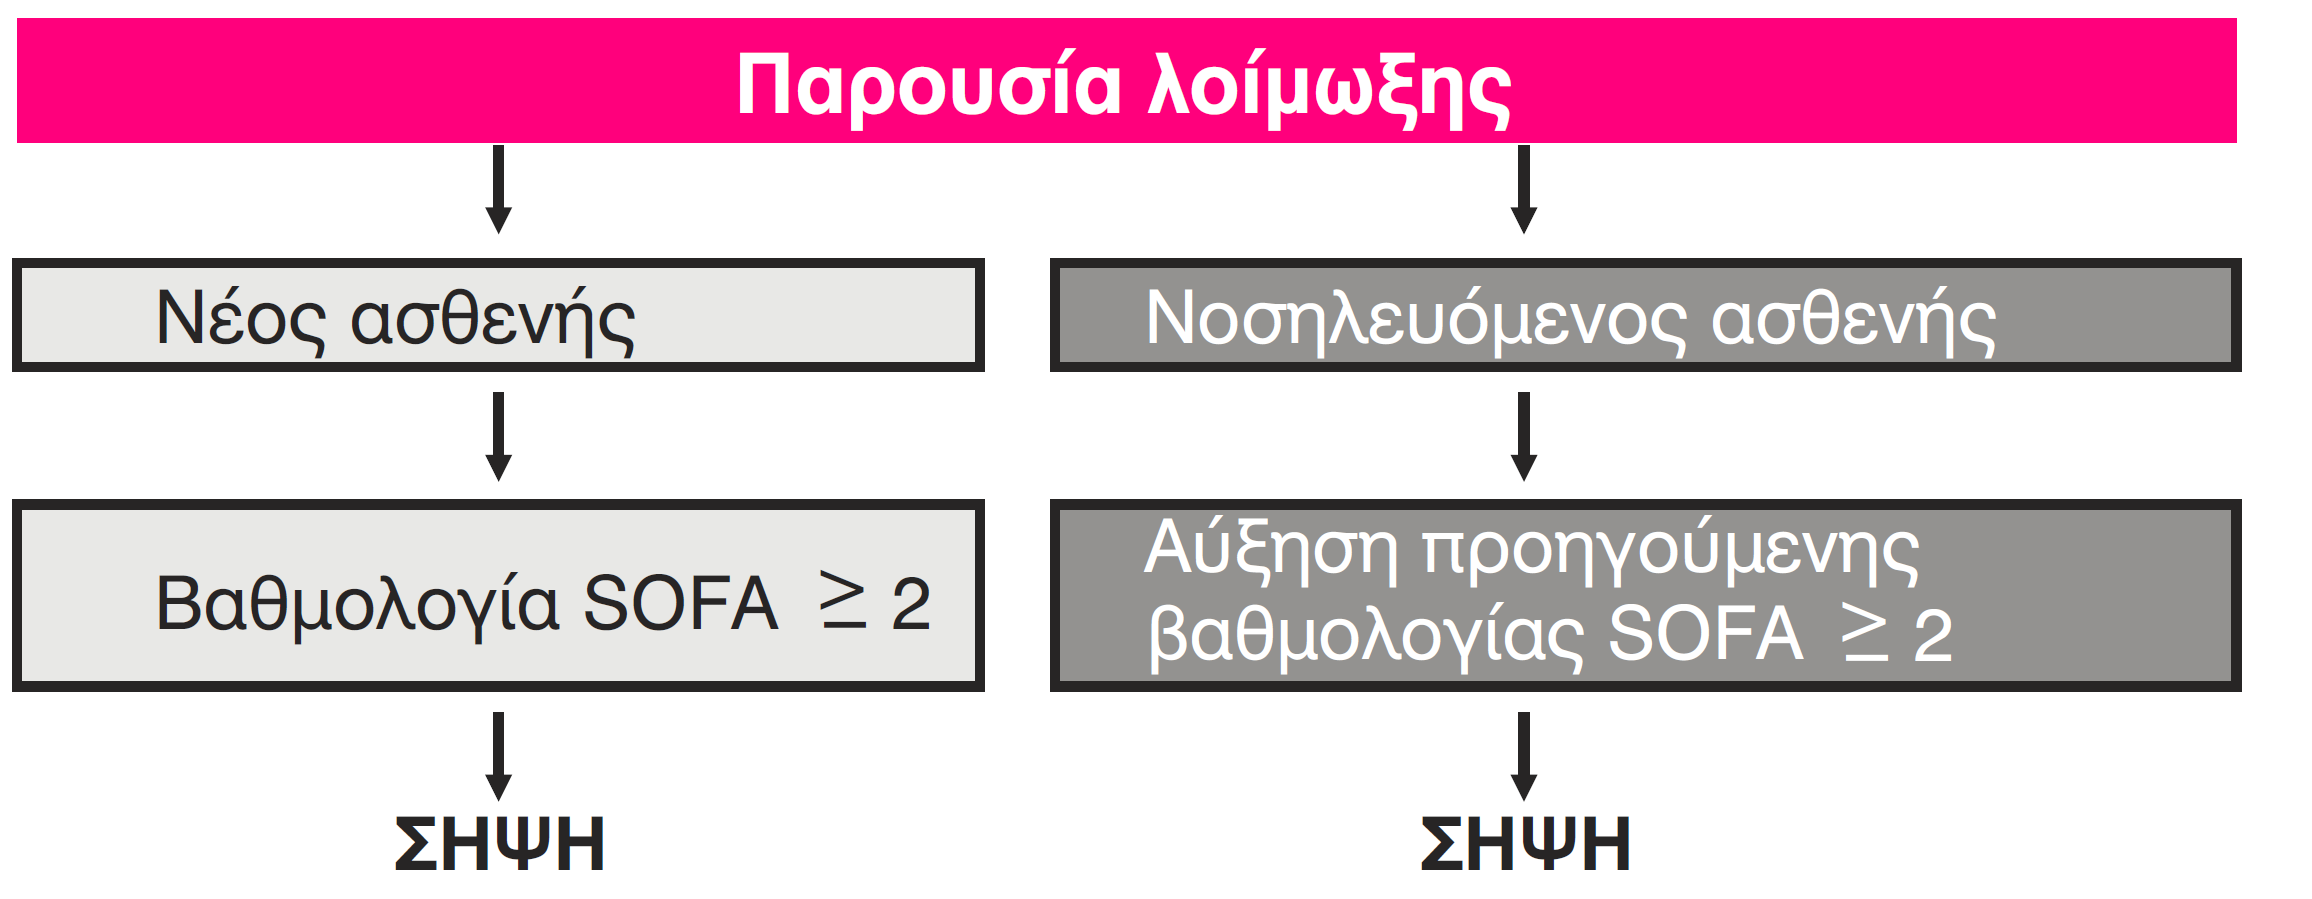 Παρουσία λοίμωξης
Νέος ασθενής
Νοσηλευόμενος ασθενής
Βαθμολογία SOFA ≥ 2
Αύξηση προηγούμενης
βαθμολογίας SOFA ≥ 2
ΣΗΨΗ
ΣΗΨΗ